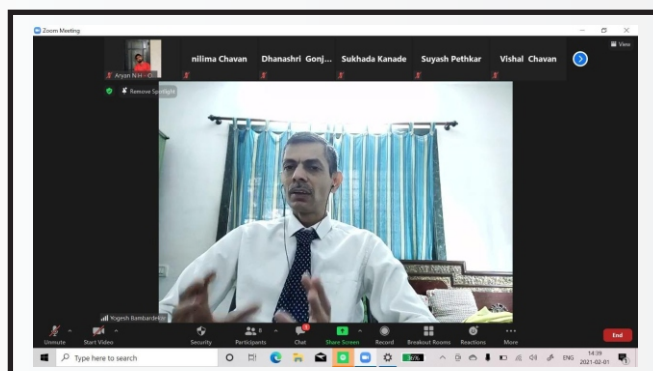 Zoom Meeting
View
nilima Chavan
Dhanashri Gonj...
Sukhada Kanade
Suyash Pethkar
Vishal Chavan
Aryan
Remove Spotlight
Yogesh Bambardekar
Unmute
Start Video
Security
Participants
6
Chat
Share Screen
Record
Breakout Rooms
Reactions
More
End
Type here to search
ENG
14:39
2021-02-01